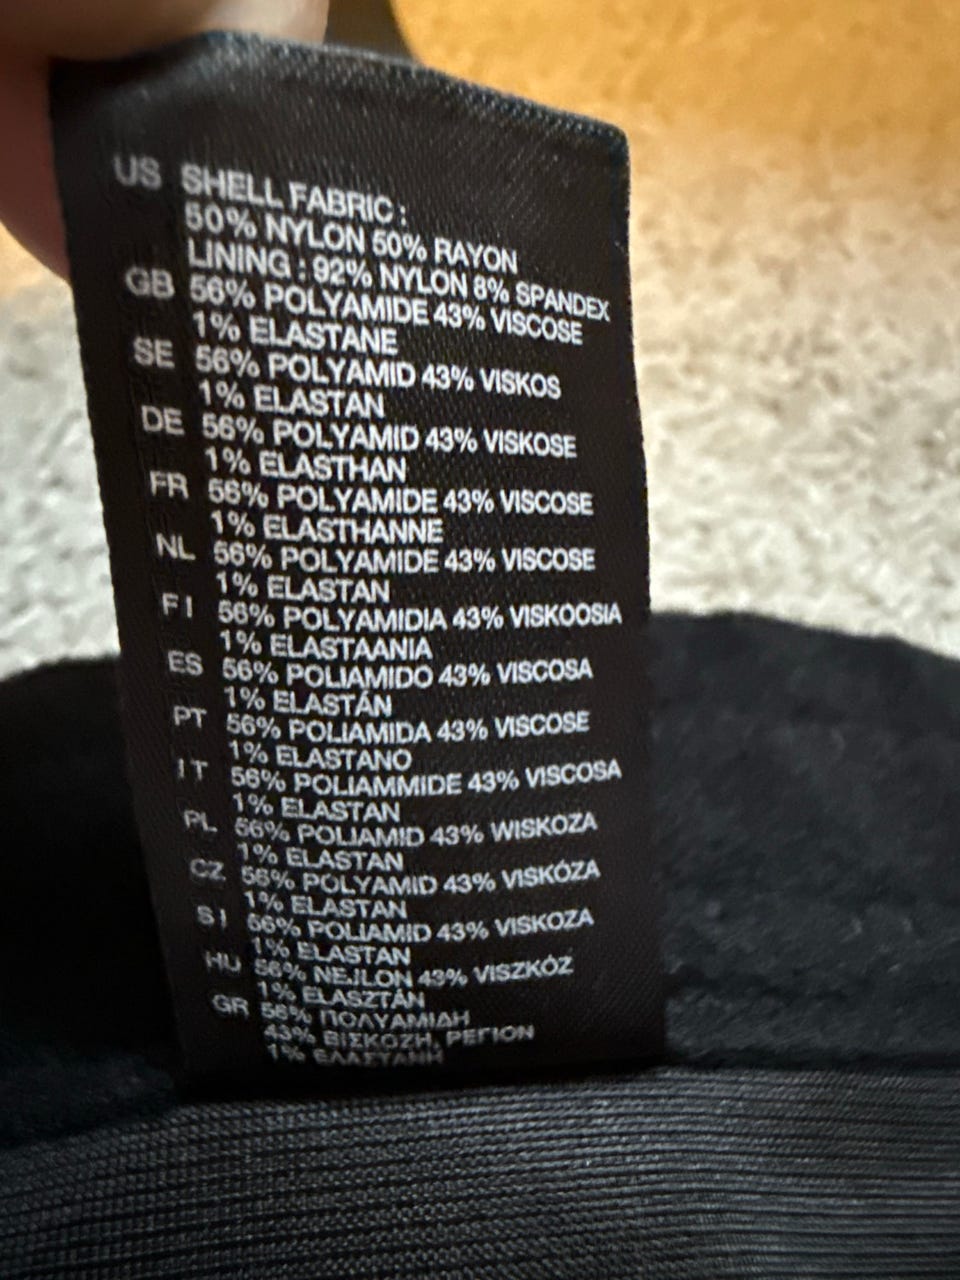 US SHELL FABRIC :
50% NYLON 50% RAYON
LINING : 92% NYLON 8% SPANDEX
GB 56% POLYAMIDE 43% VISCOSE
1% ELASTANE
SE 56% POLYAMID 43% VISKOS
1% ELASTAN
DE 56% POLYAMID 43% VISKOSE
1% ELASTHAN
FR 56% POLYAMIDE 43% VISCOSE
1% ELASTHANNE
NL 56% POLYAMIDE 43% VISCOSE
1% ELASTAN
FI 56% POLYAMIDIA 43% VISKOOSIA
1% ELASTAANIA
ES 56% POLIAMIDO 43% VISCOSA
1% ELASTÁN
PT 56% POLIAMIDA 43% VISCOSE
1% ELASTANO
IT 56% POLIAMMIDE 43% VISCOSA
1% ELASTAN
PL 56% POLIAMID 43% WISKOZA
1% ELASTAN
CZ 56% POLYAMID 43% VISKÓZA
1% ELASTAN
SI 56% POLIAMID 43% VISKOZA
1% ELASTAN
HU 56% NEJLON 43% VISZKÓZ
1% ELASZTÁN
GR 56% ΠΟΛΥΑΜΙΔΗ
43% ΒΙΣΚΟΖΗ, ΡΕΓΙΟΝ
1% ΕΛΑΣΤΑΝΗ